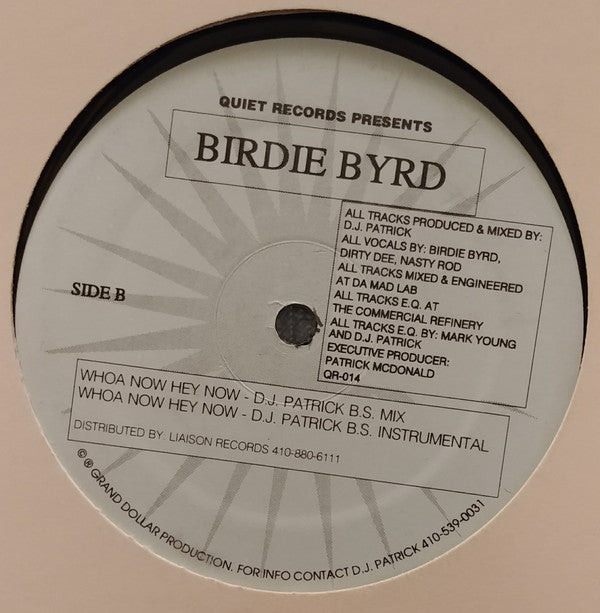 QUIET RECORDS PRESENTS
BIRDIE BYRD
ALL TRACKS PRODUCED & MIXED BY:
D.J. PATRICK
ALL VOCALS BY: BIRDIE BYRD,
DIRTY DEE, NASTY ROD
ALL TRACKS MIXED & ENGINEERED
AT DA MAD LAB
ALL TRACKS E.Q. AT
THE COMMERCIAL REFINERY
ALL TRACKS E.Q. BY: MARK YOUNG
AND D.J. PATRICK
EXECUTIVE PRODUCER:
PATRICK MCDONALD
QR-014
SIDE B
WHOA NOW HEY NOW - D.J. PATRICK B.S. MIX
WHOA NOW HEY NOW - D.J. PATRICK B.S. INSTRUMENTAL
DISTRIBUTED BY: LIAISON RECORDS 410-880-6111
©® GRAND DOLLAR PRODUCTION. FOR INFO CONTACT D.J. PATRICK 410-539-0031